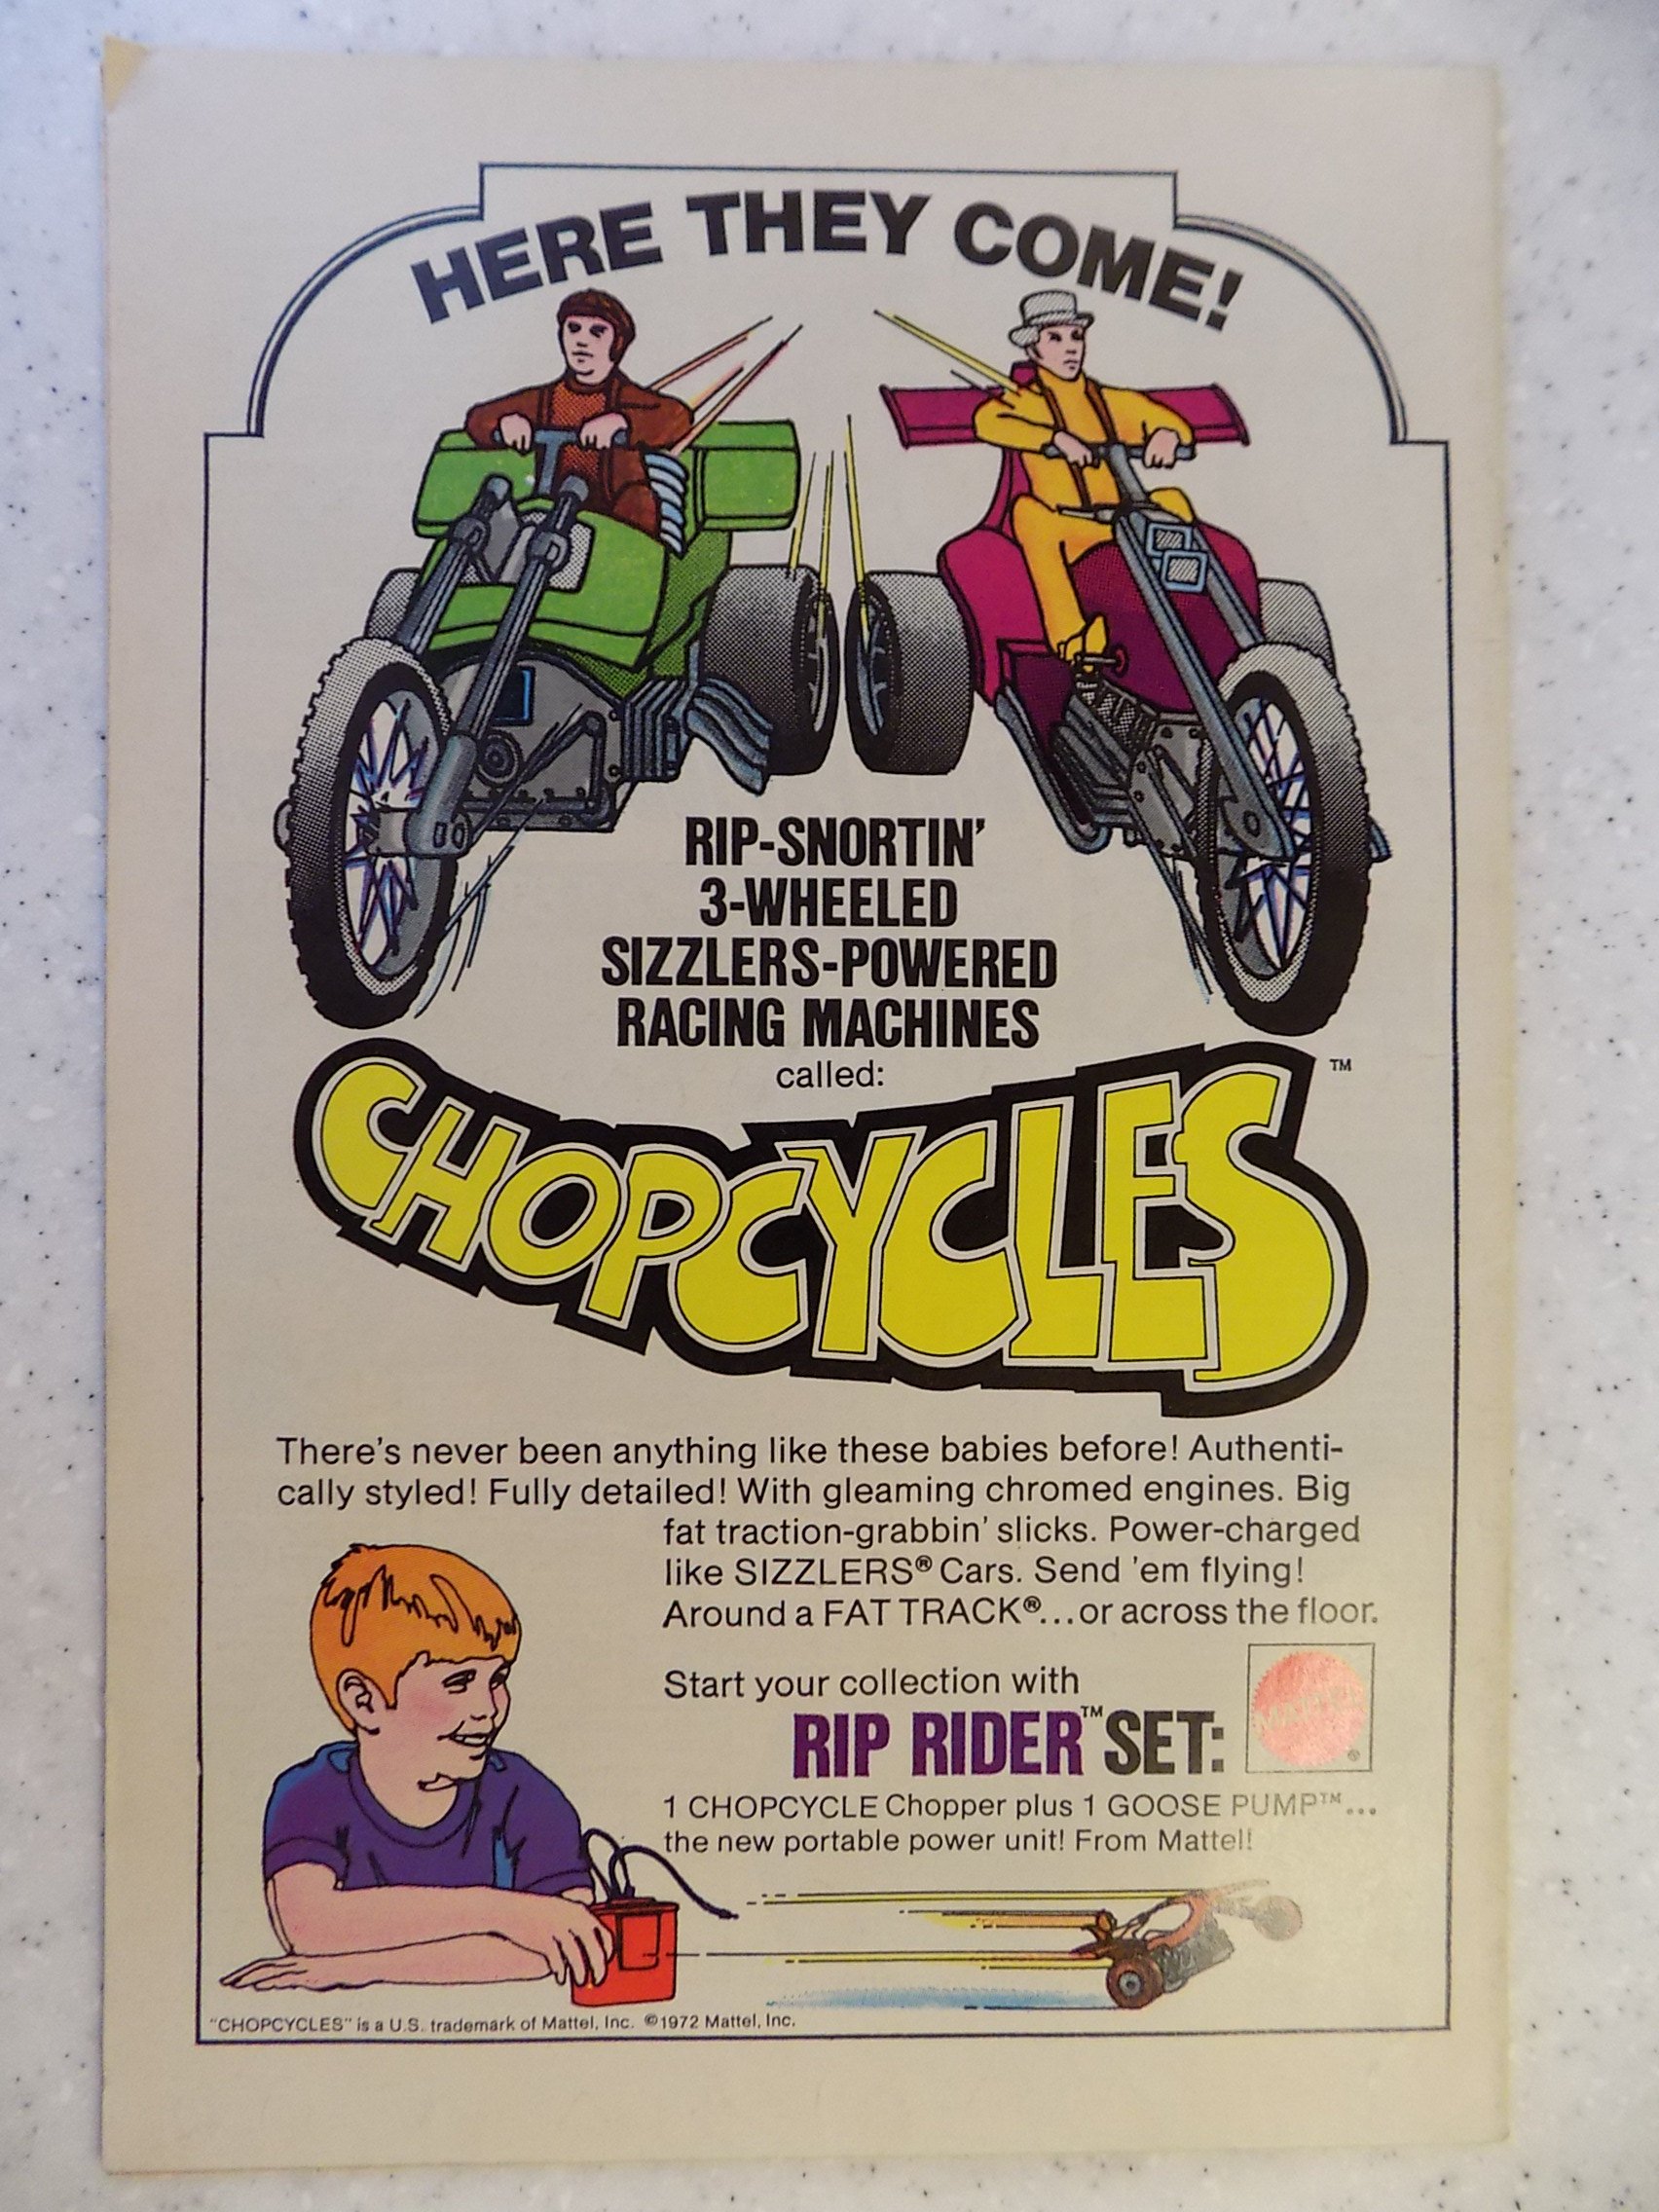 HERE THEY COME!
RIP-SNORTIN'
3-WHEELED
SIZZLERS-POWERED
RACING MACHINES
called:
CHOPCYCLES™
There's never been anything like these babies before! Authenti-
cally styled! Fully detailed! With gleaming chromed engines. Big
fat traction-grabbin' slicks. Power-charged
like SIZZLERS® Cars. Send 'em flying!
Around a FAT TRACK®...or across the floor.
Start your collection with
RIP RIDER™ SET:
MATTEL ®
1 CHOPCYCLE Chopper plus 1 GOOSE PUMP™...
the new portable power unit! From Mattel!
"CHOPCYCLES" is a U.S. trademark of Mattel, Inc. ©1972 Mattel, Inc.